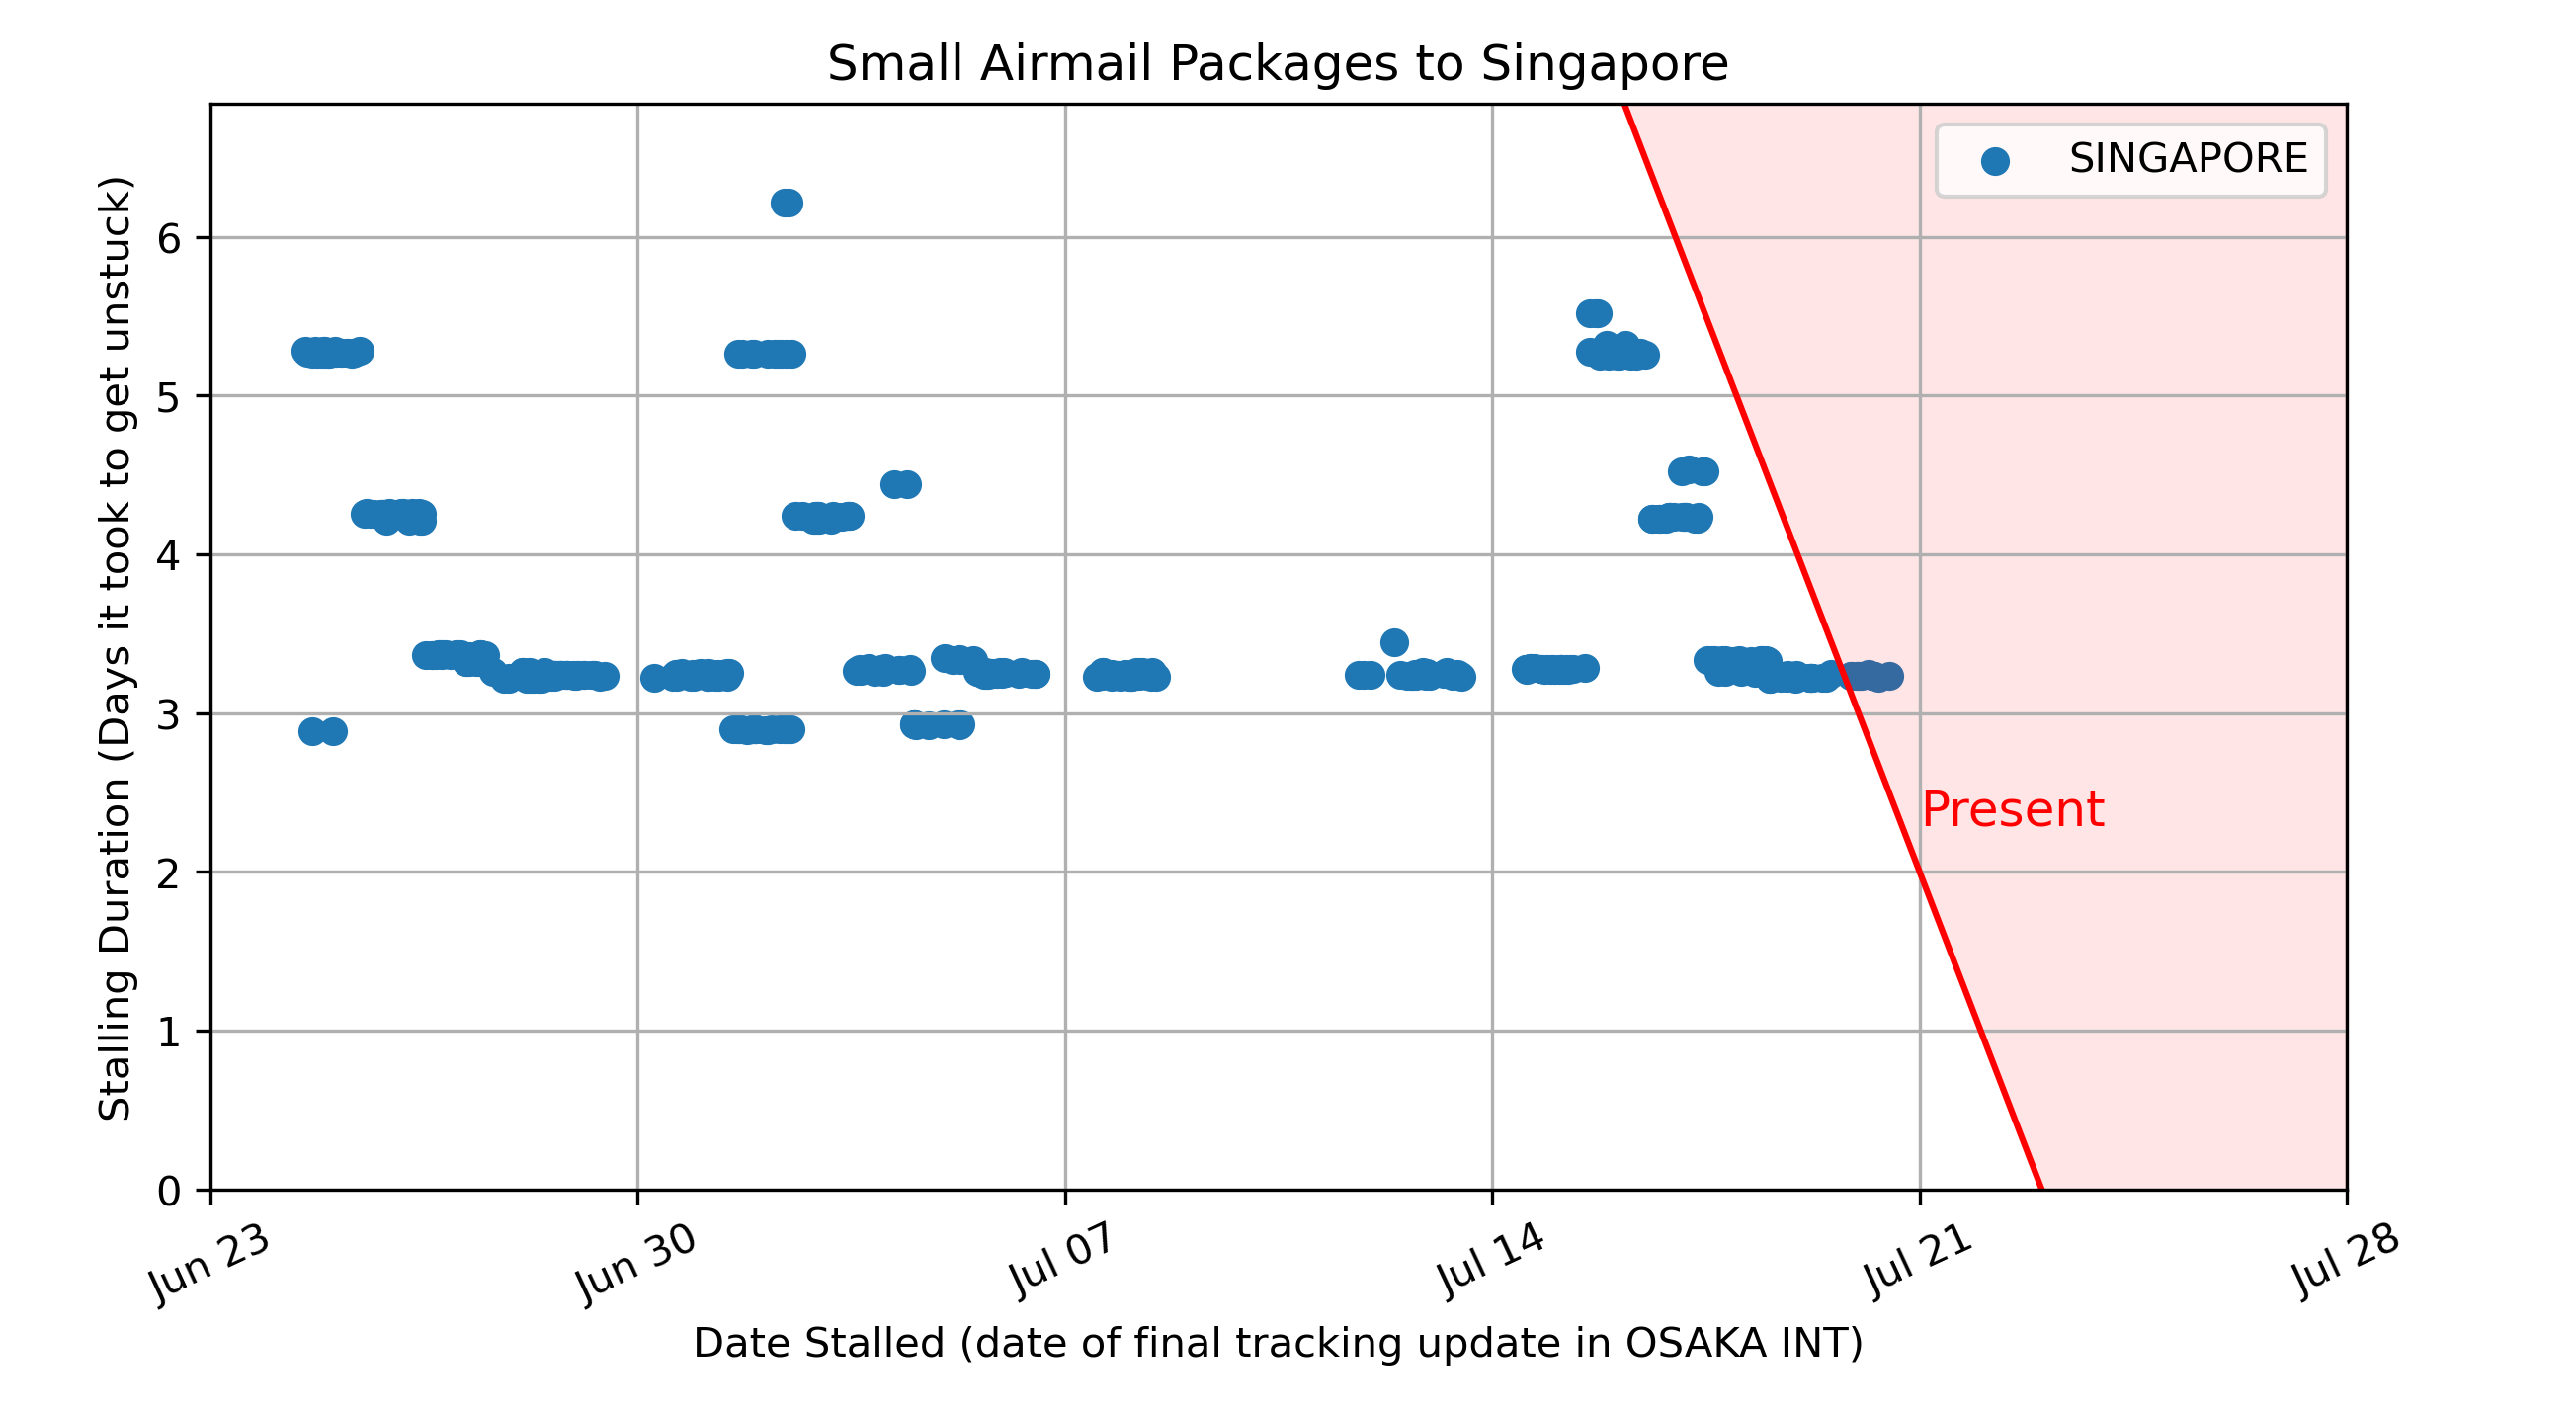 Small Airmail Packages to Singapore
SINGAPORE
Stalling Duration (Days it took to get unstuck)
6
5
4
3
2
1
0
Present
Jun 23
Jun 30
Jul 07
Jul 14
Jul 21
Jul 28
Date Stalled (date of final tracking update in OSAKA INT)